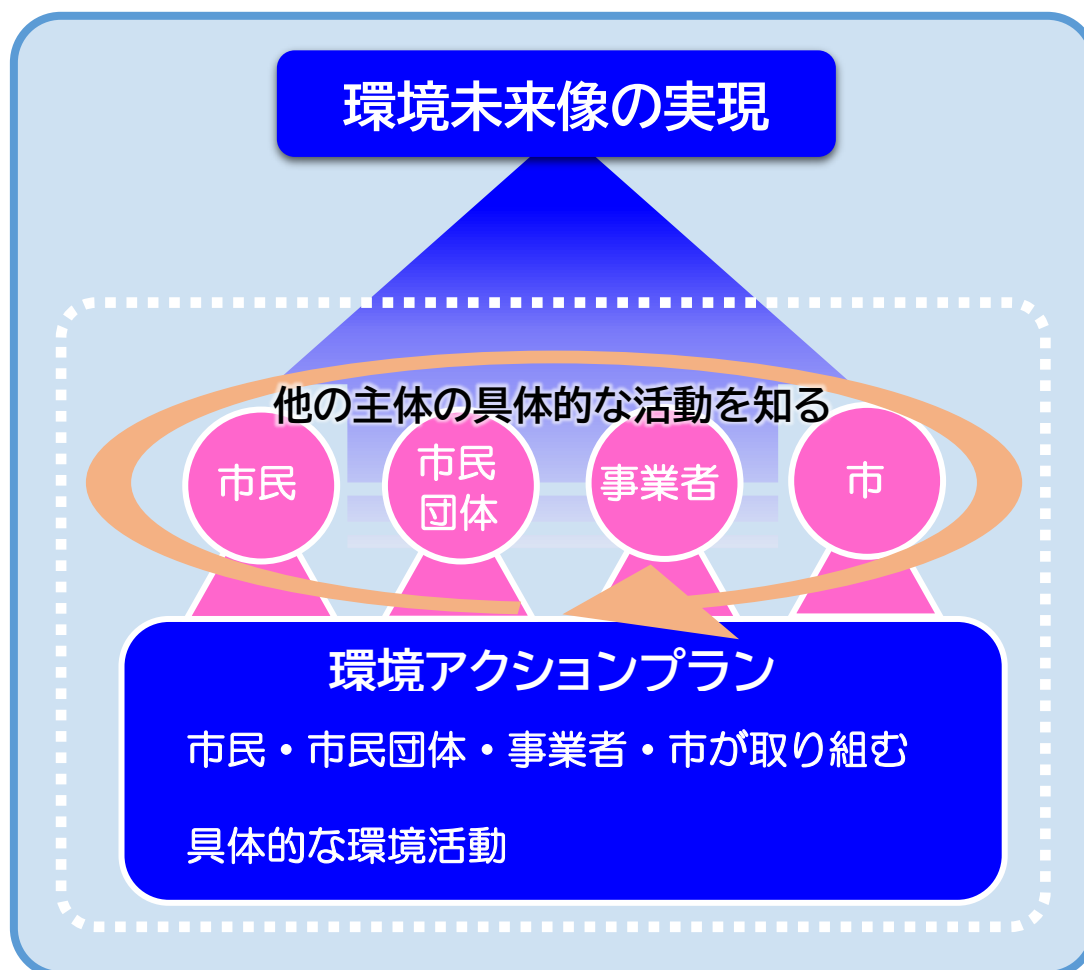 環境未来像の実現
他の主体の具体的な活動を知る
市民
市民
団体
事業者
市
環境アクションプラン
市民・市民団体・事業者・市が取り組む
具体的な環境活動